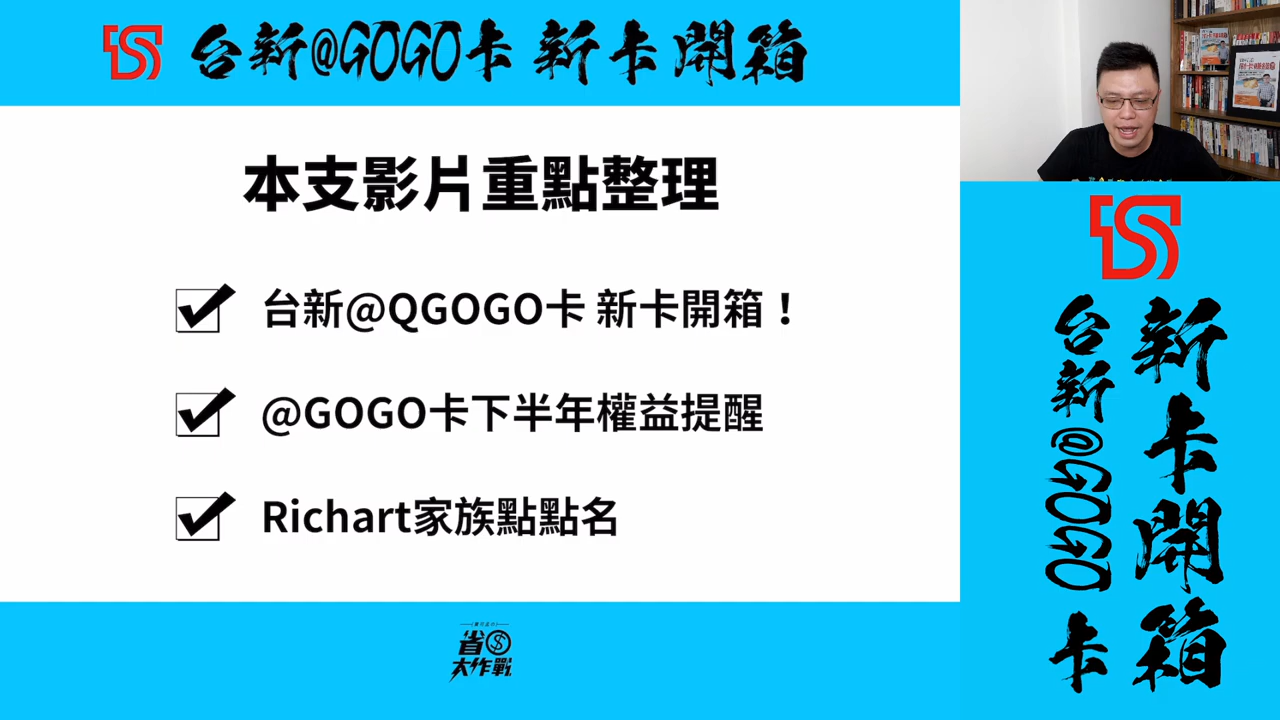 台新@GOGO卡 新卡開箱
本支影片重點整理
台新@QGOGO卡 新卡開箱！
@GOGO卡下半年權益提醒
Richart家族點點名
省$
大作戰
台新@GOGO卡
新卡開箱